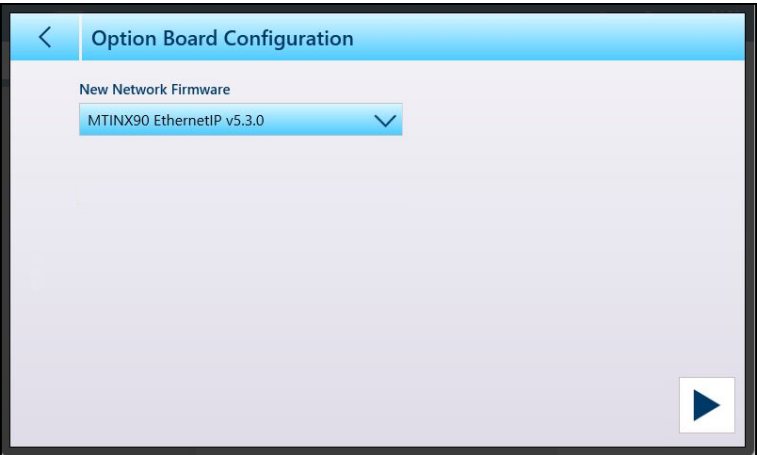 Option Board Configuration
New Network Firmware
MTINX90 EthernetIP v5.3.0